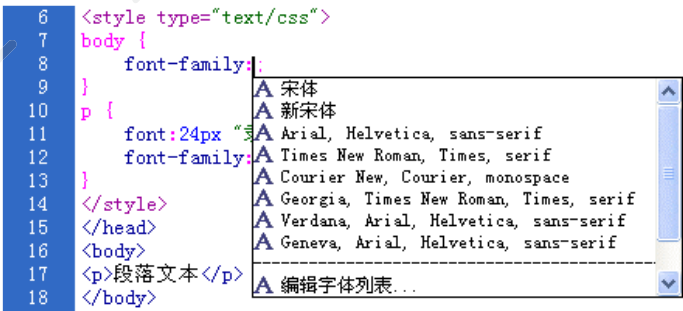 6 <style type="text/css">
7 body {
8 font-family:;
9 }
10 p {
11 font:24px "
12 font-family:
13 }
14 </style>
15 </head>
16 <body>
17 <p>段落文本</p>
18 </body>
宋体
新宋体
Arial, Helvetica, sans-serif
Times New Roman, Times, serif
Courier New, Courier, monospace
Georgia, Times New Roman, Times, serif
Verdana, Arial, Helvetica, sans-serif
Geneva, Arial, Helvetica, sans-serif
编辑字体列表...